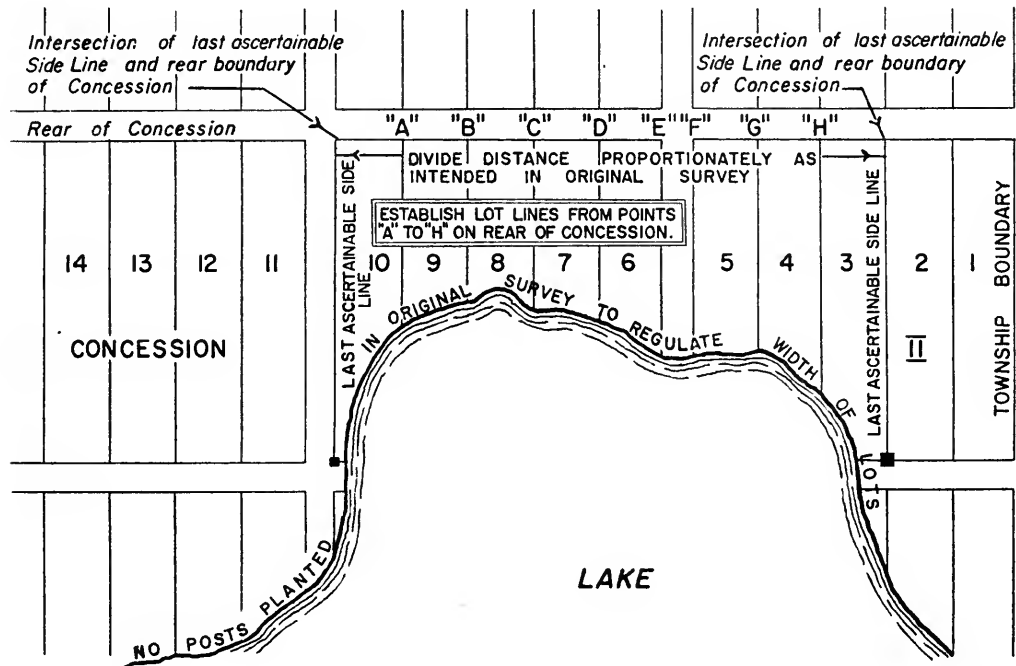 Intersection of last ascertainable
Side Line and rear boundary
of Concession
Intersection of last ascertainable
Side Line and rear boundary
of Concession
Rear of Concession
"A" "B" "C" "D" "E" "F" "G" "H"
DIVIDE DISTANCE PROPORTIONATELY AS
INTENDED IN ORIGINAL SURVEY
ESTABLISH LOT LINES FROM POINTS
"A" TO "H" ON REAR OF CONCESSION.
LAST ASCERTAINABLE SIDE
LINE
LAST ASCERTAINABLE SIDE LINE
TOWNSHIP BOUNDARY
14 13 12 11 10 9 8 7 6 5 4 3 2 1
CONCESSION II
NO POSTS PLANTED IN ORIGINAL SURVEY TO REGULATE WIDTH OF LOTS
LAKE